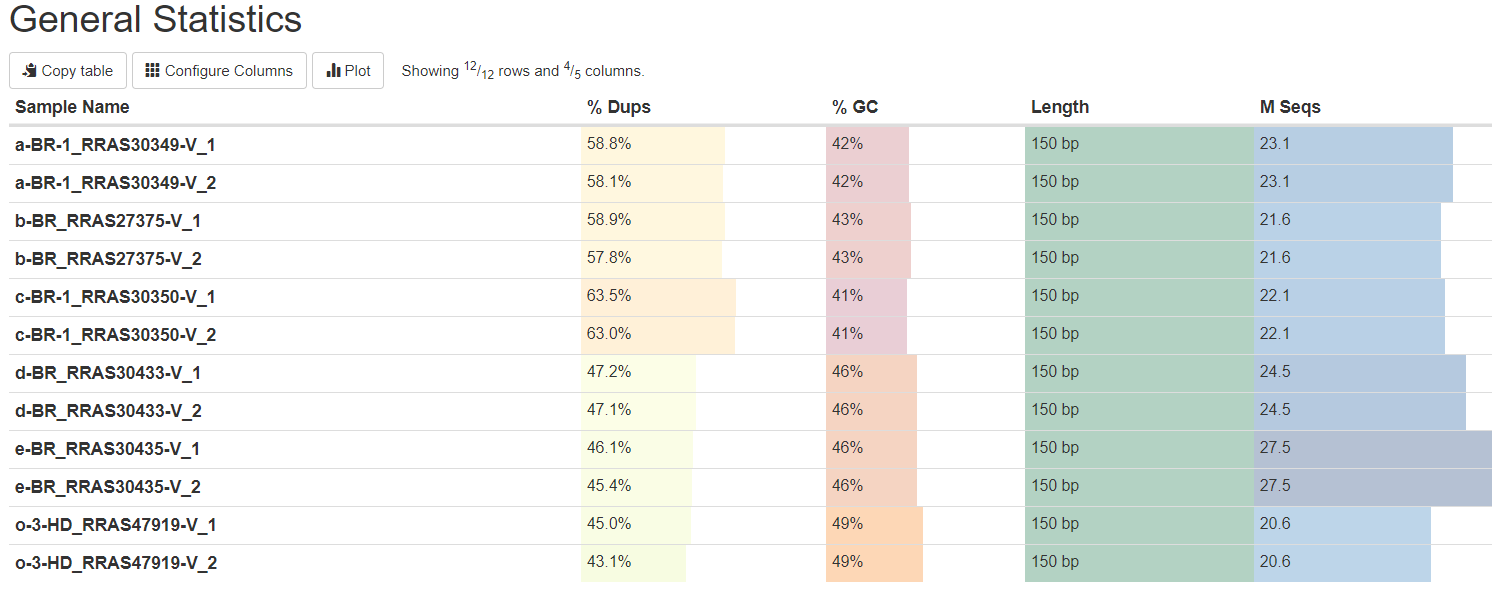 General Statistics
Copy table Configure Columns Plot Showing 12/12 rows and 4/5 columns.
Sample Name % Dups % GC Length M Seqs
a-BR-1_RRAS30349-V_1 58.8% 42% 150 bp 23.1
a-BR-1_RRAS30349-V_2 58.1% 42% 150 bp 23.1
b-BR_RRAS27375-V_1 58.9% 43% 150 bp 21.6
b-BR_RRAS27375-V_2 57.8% 43% 150 bp 21.6
c-BR-1_RRAS30350-V_1 63.5% 41% 150 bp 22.1
c-BR-1_RRAS30350-V_2 63.0% 41% 150 bp 22.1
d-BR_RRAS30433-V_1 47.2% 46% 150 bp 24.5
d-BR_RRAS30433-V_2 47.1% 46% 150 bp 24.5
e-BR_RRAS30435-V_1 46.1% 46% 150 bp 27.5
e-BR_RRAS30435-V_2 45.4% 46% 150 bp 27.5
o-3-HD_RRAS47919-V_1 45.0% 49% 150 bp 20.6
o-3-HD_RRAS47919-V_2 43.1% 49% 150 bp 20.6